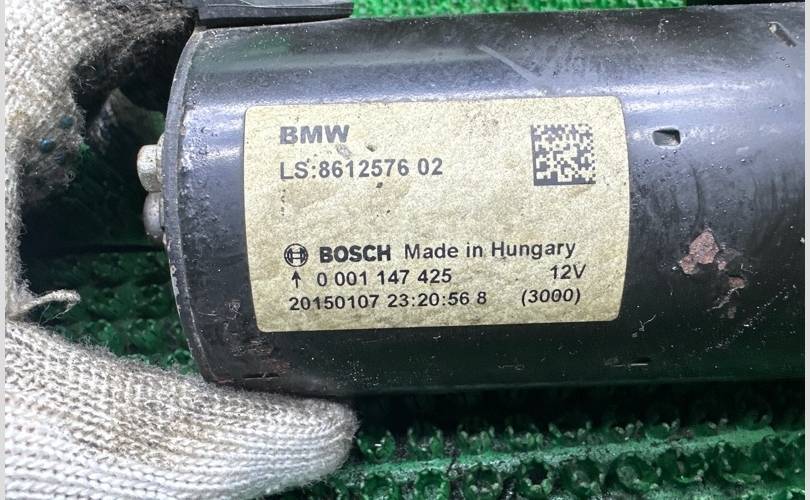 BMW
LS:8612576 02
BOSCH Made in Hungary
↑ 0 001 147 425 12V
20150107 23:20:56 8 (3000)